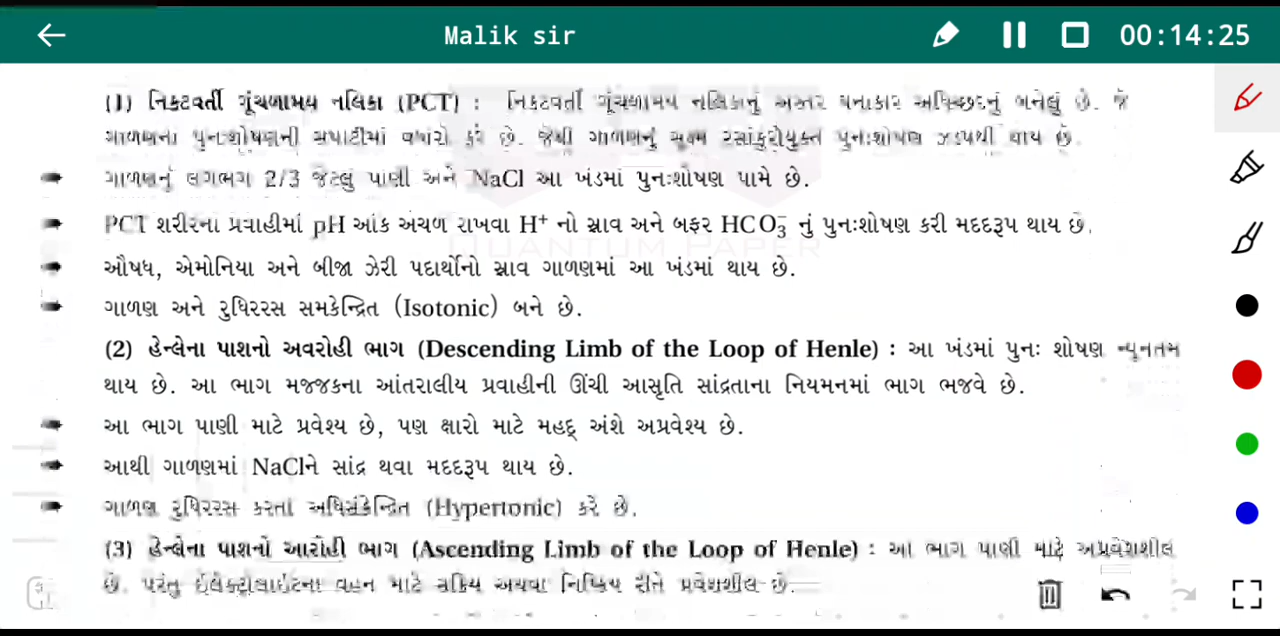 Malik sir
00:14:25
(1) નિકટવર્તી ગૂંચળામય નલિકા (PCT) : નિકટવર્તી ગૂંચળામય નલિકાનું અસ્તર ઘનાકાર અધિચ્છદનું બનેલું છે. જે
ગાળણના પુનઃશોષણની સપાટીમાં વધારો કરે છે. જેથી ગાળણનું સૂક્ષ્મ રસાંકુરોયુક્ત પુનઃશોષણ ઝડપથી થાય છે.
➡ ગાળણનું લગભગ 2/3 જેટલું પાણી અને NaCl આ ખંડમાં પુનઃશોષણ પામે છે.
➡ PCT શરીરના પ્રવાહીમાં pH આંક અચળ રાખવા H⁺ નો સ્રાવ અને બફર HCO₃⁻ નું પુનઃશોષણ કરી મદદરૂપ થાય છે.
QUANTUM PAPER
➡ ઔષધ, એમોનિયા અને બીજા ઝેરી પદાર્થોનો સ્રાવ ગાળણમાં આ ખંડમાં થાય છે.
➡ ગાળણ અને રુધિરરસ સમકેન્દ્રિત (Isotonic) બને છે.
(2) હેન્લેના પાશનો અવરોહી ભાગ (Descending Limb of the Loop of Henle) : આ ખંડમાં પુનઃ શોષણ ન્યુનતમ
થાય છે. આ ભાગ મજ્જકના આંતરાલીય પ્રવાહીની ઊંચી આસૃતિ સાંદ્રતાના નિયમનમાં ભાગ ભજવે છે.
➡ આ ભાગ પાણી માટે પ્રવેશ્ય છે, પણ ક્ષારો માટે મહદ્ અંશે અપ્રવેશ્ય છે.
➡ આથી ગાળણમાં NaClને સાંદ્ર થવા મદદરૂપ થાય છે.
➡ ગાળણ રુધિરરસ કરતાં અધિસંકેન્દ્રિત (Hypertonic) કરે છે.
(3) હેન્લેના પાશનો આરોહી ભાગ (Ascending Limb of the Loop of Henle) : આ ભાગ પાણી માટે અપ્રવેશશીલ
છે. પરંતુ ઈલેક્ટ્રોલાઇટના વહન માટે સક્રિય અથવા નિષ્ક્રિય રીતે પ્રવેશશીલ છે.